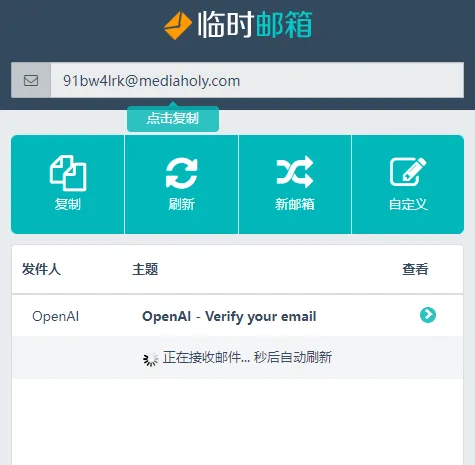 临时邮箱
91bw4lrk@mediaholy.com
点击复制
复制 刷新 新邮箱 自定义
发件人 主题 查看
OpenAI OpenAI - Verify your email
正在接收邮件... 秒后自动刷新